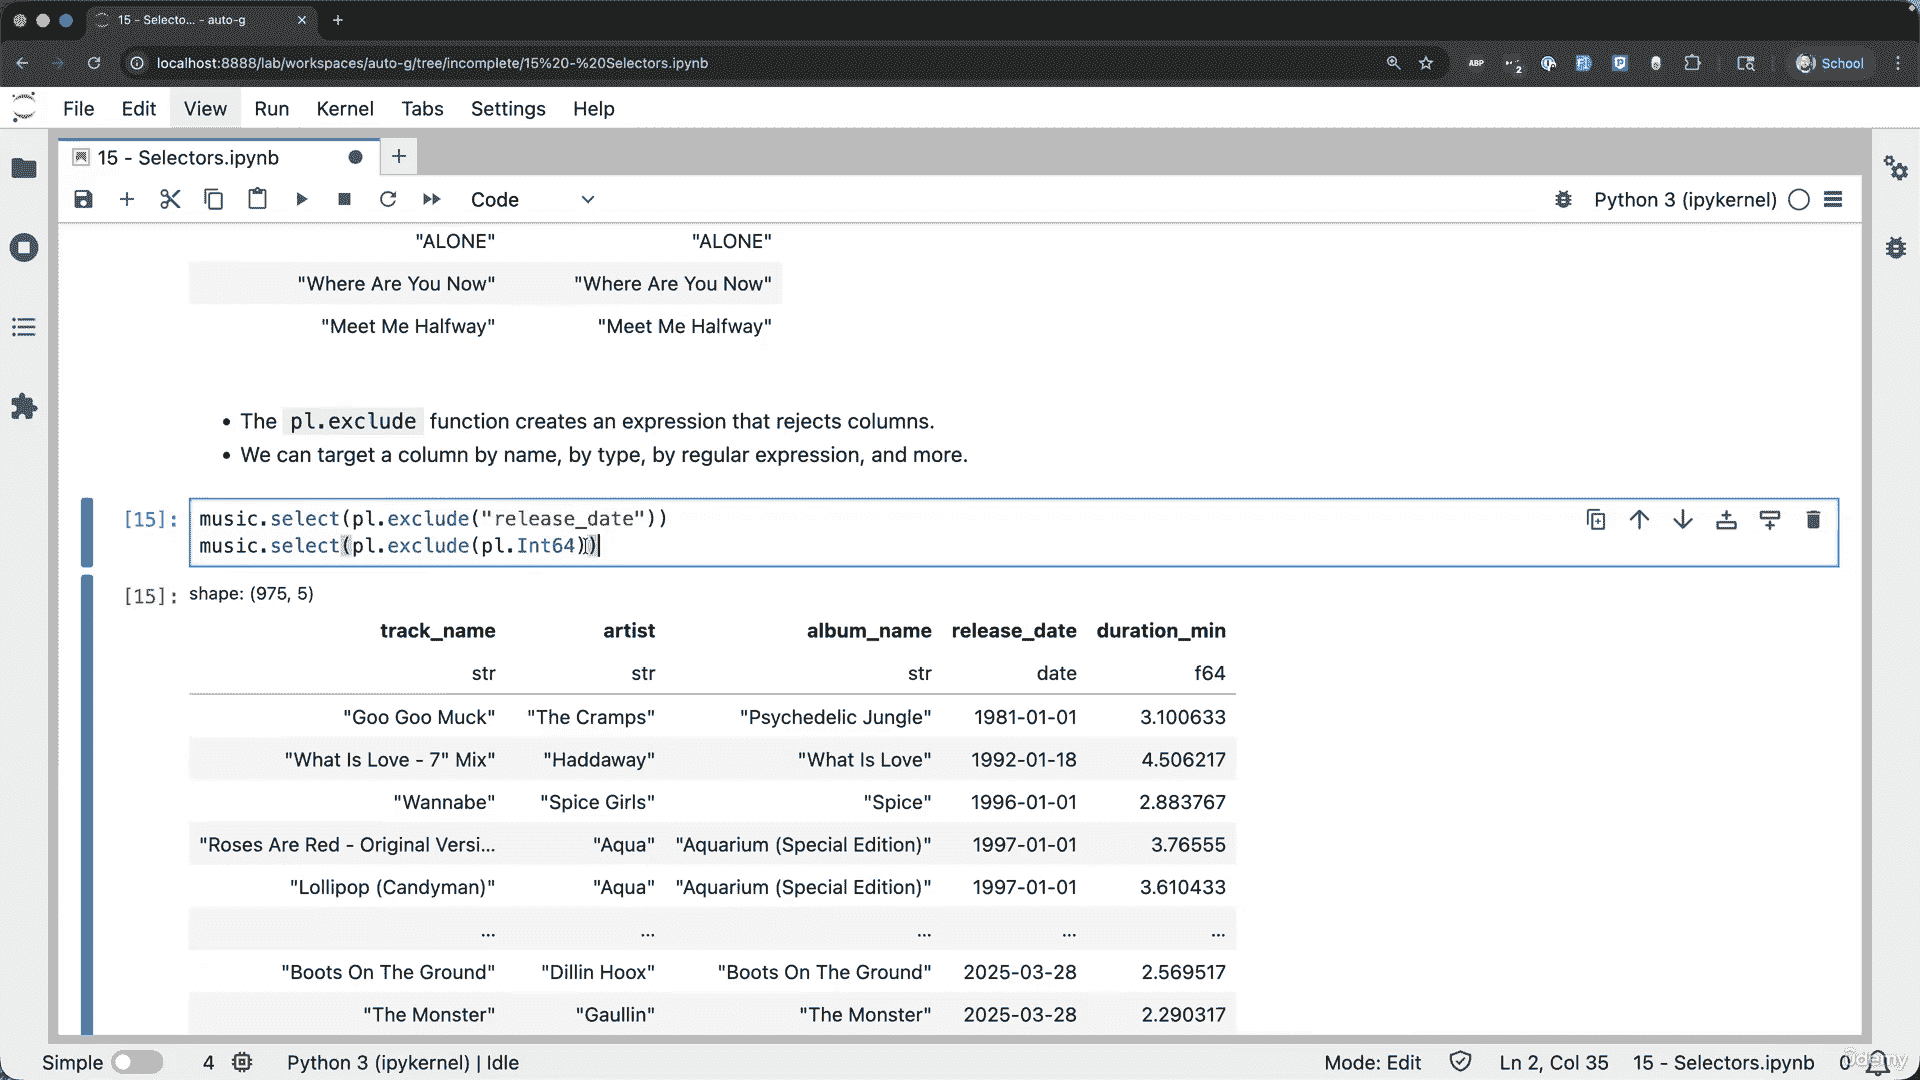 15 - Selecto... - auto-g
localhost:8888/lab/workspaces/auto-g/tree/incomplete/15%20-%20Selectors.ipynb
ABP
2
School
File Edit View Run Kernel Tabs Settings Help
15 - Selectors.ipynb
Code
Python 3 (ipykernel)
"ALONE" "ALONE"
"Where Are You Now" "Where Are You Now"
"Meet Me Halfway" "Meet Me Halfway"
• The pl.exclude function creates an expression that rejects columns.
• We can target a column by name, by type, by regular expression, and more.
[15]: music.select(pl.exclude("release_date"))
music.select(pl.exclude(pl.Int64))
[15]: shape: (975, 5)
track_name artist album_name release_date duration_min
str str str date f64
"Goo Goo Muck" "The Cramps" "Psychedelic Jungle" 1981-01-01 3.100633
"What Is Love - 7" Mix" "Haddaway" "What Is Love" 1992-01-18 4.506217
"Wannabe" "Spice Girls" "Spice" 1996-01-01 2.883767
"Roses Are Red - Original Versi... "Aqua" "Aquarium (Special Edition)" 1997-01-01 3.76555
"Lollipop (Candyman)" "Aqua" "Aquarium (Special Edition)" 1997-01-01 3.610433
... ... ... ... ...
"Boots On The Ground" "Dillin Hoox" "Boots On The Ground" 2025-03-28 2.569517
"The Monster" "Gaullin" "The Monster" 2025-03-28 2.290317
Simple 4 Python 3 (ipykernel) | Idle Mode: Edit Ln 2, Col 35 15 - Selectors.ipynb 0
udemy